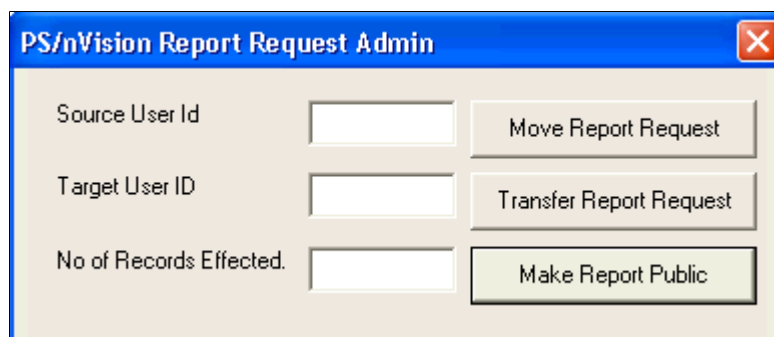 PS/nVision Report Request Admin
Source User Id
Move Report Request
Target User ID
Transfer Report Request
No of Records Effected.
Make Report Public